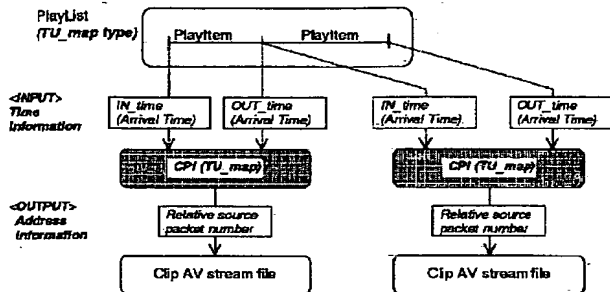 PlayList
(TU_map type)
PlayItem PlayItem
<INPUT>
Time
Information
IN_time
(Arrival Time)
OUT_time
(Arrival Time)
IN_time
(Arrival Time)
OUT_time
(Arrival Time)
CPI (TU_map)
CPI (TU_map)
<OUTPUT>
Address
Information
Relative source
packet number
Relative source
packet number
Clip AV stream file
Clip AV stream file